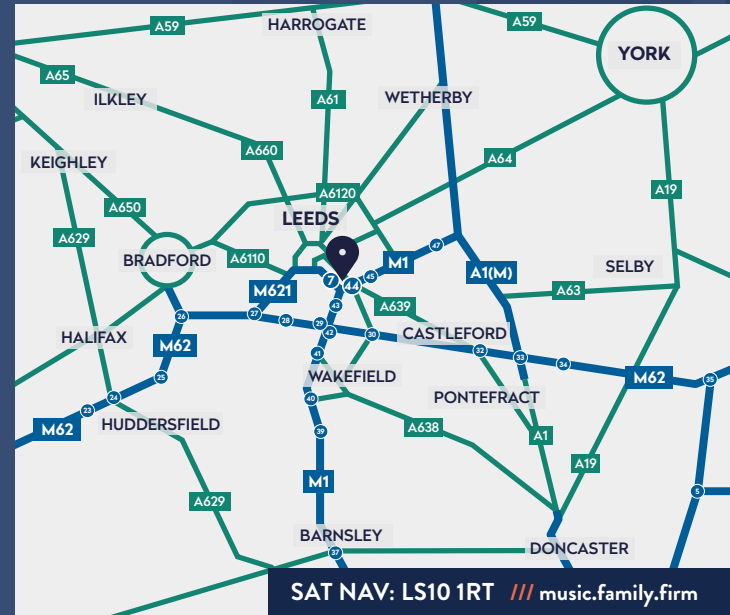 A59
HARROGATE
A59
YORK
A65
ILKLEY
A61
WETHERBY
A660
A64
KEIGHLEY
A650
A6120
A19
LEEDS
A629
BRADFORD
A6110
M1
47
A1(M)
SELBY
7
44
45
M621
A63
43
A639
26
27
28
29
42
30
CASTLEFORD
HALIFAX
M62
41
32
33
34
25
WAKEFIELD
M62
35
24
23
40
PONTEFRACT
M62
HUDDERSFIELD
39
A638
A1
A19
M1
5
A629
BARNSLEY
37
DONCASTER
SAT NAV: LS10 1RT /// music.family.firm